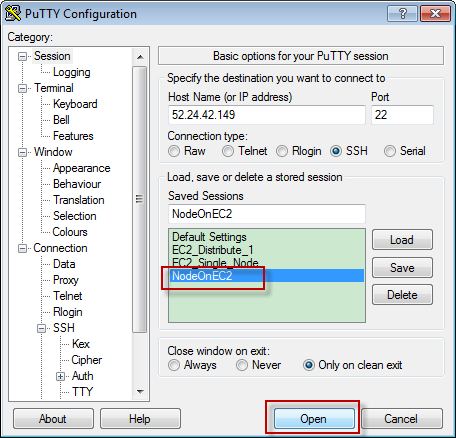 PuTTY Configuration
Category:
Session
Logging
Terminal
Keyboard
Bell
Features
Window
Appearance
Behaviour
Translation
Selection
Colours
Connection
Data
Proxy
Telnet
Rlogin
SSH
Kex
Cipher
Auth
TTY
Basic options for your PuTTY session
Specify the destination you want to connect to
Host Name (or IP address) Port
52.24.42.149 22
Connection type:
Raw Telnet Rlogin SSH Serial
Load, save or delete a stored session
Saved Sessions
NodeOnEC2
Default Settings
EC2_Distribute_1
EC2_Single_Node
NodeOnEC2
Load
Save
Delete
Close window on exit:
Always Never Only on clean exit
About Help Open Cancel